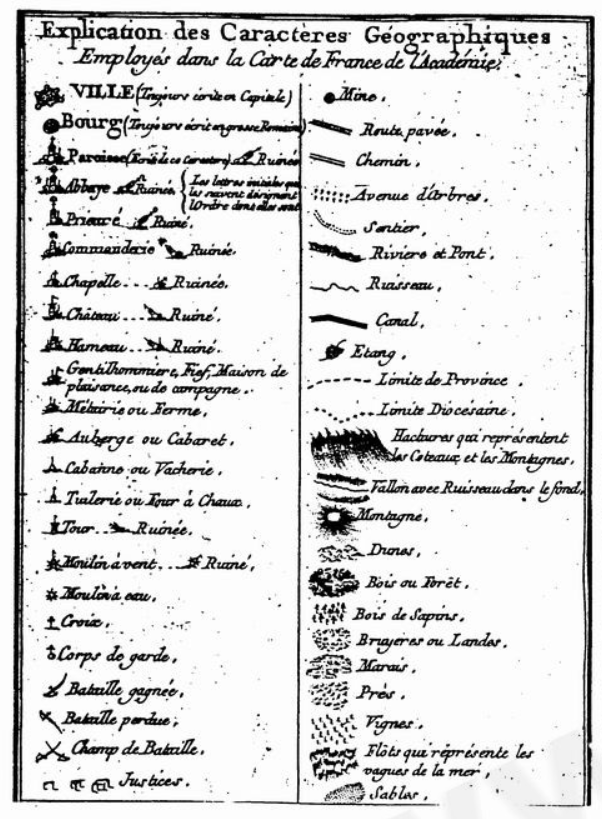 Explication des Caractères Géographiques
Employés dans la Carte de France de l'Académie.
VILLE (Toujours écrite en Capitale)
Bourg (Toujours écrit en grosse Romaine)
Paroisse (Ecrit de ce Caractere) Ruinée
Abbaye Ruinée. { Les lettres initiales qui
les suivent désignent
l'Ordre dont elles sont
Prieuré Ruiné.
Commanderie Ruinée.
Chapelle... Ruinée.
Château... Ruiné.
Hameau... Ruiné.
Gentilhommiere, Fief, Maison de
plaisance, ou de campagne.
Métairie ou Ferme,
Auberge ou Cabaret,
Cabanne ou Vacherie,
Tuilerie ou Four à Chaux,
Tour... Ruinée,
Moulin à vent... Ruiné,
Moulin à eau,
Croix,
Corps de garde,
Bataille gagnée,
Bataille perdue,
Champ de Bataille,
Justices.
Mine,
Route pavée,
Chemin,
Avenue d'Arbres,
Sentier,
Riviere et Pont,
Ruisseau,
Canal,
Etang,
Limite de Province,
Limite Diocésaine,
Hachures qui représentent
les Coteaux et les Montagnes,
Vallon avec Ruisseau dans le fond,
Montagne,
Dunes,
Bois ou Forêt,
Bois de Sapins,
Bruyeres ou Landes,
Marais,
Prés,
Vignes,
Flôts qui réprésente les
vagues de la mer,
Sables,